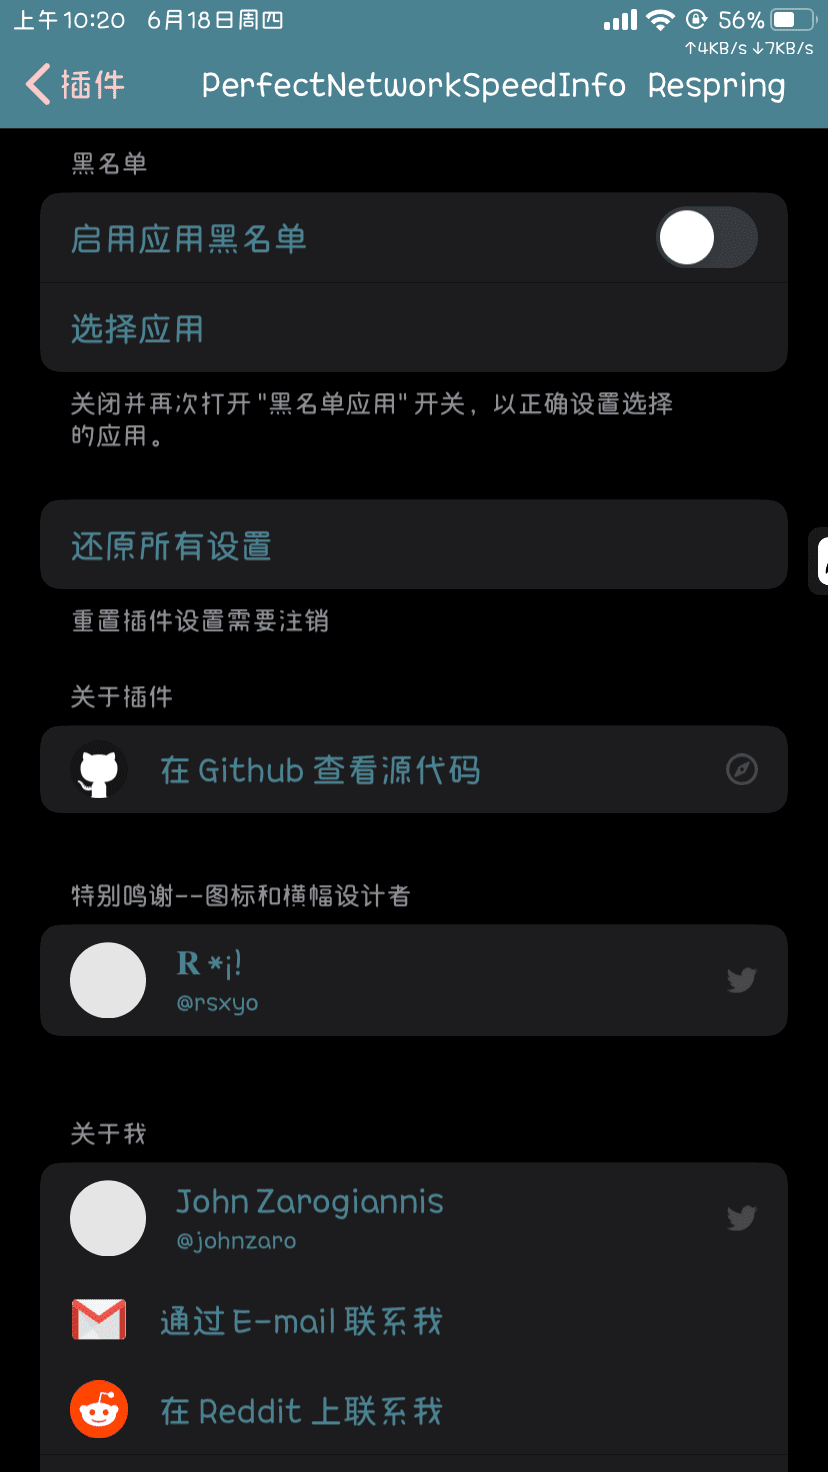 上午10:20 6月18日周四 56%
↑4KB/s ↓7KB/s
插件 PerfectNetworkSpeedInfo Respring
黑名单
启用应用黑名单
选择应用
关闭并再次打开 "黑名单应用" 开关，以正确设置选择
的应用。
还原所有设置
重置插件设置需要注销
关于插件
在 Github 查看源代码
特别鸣谢--图标和横幅设计者
R *¡!
@rsxyo
关于我
John Zarogiannis
@johnzaro
通过 E-mail 联系我
在 Reddit 上联系我